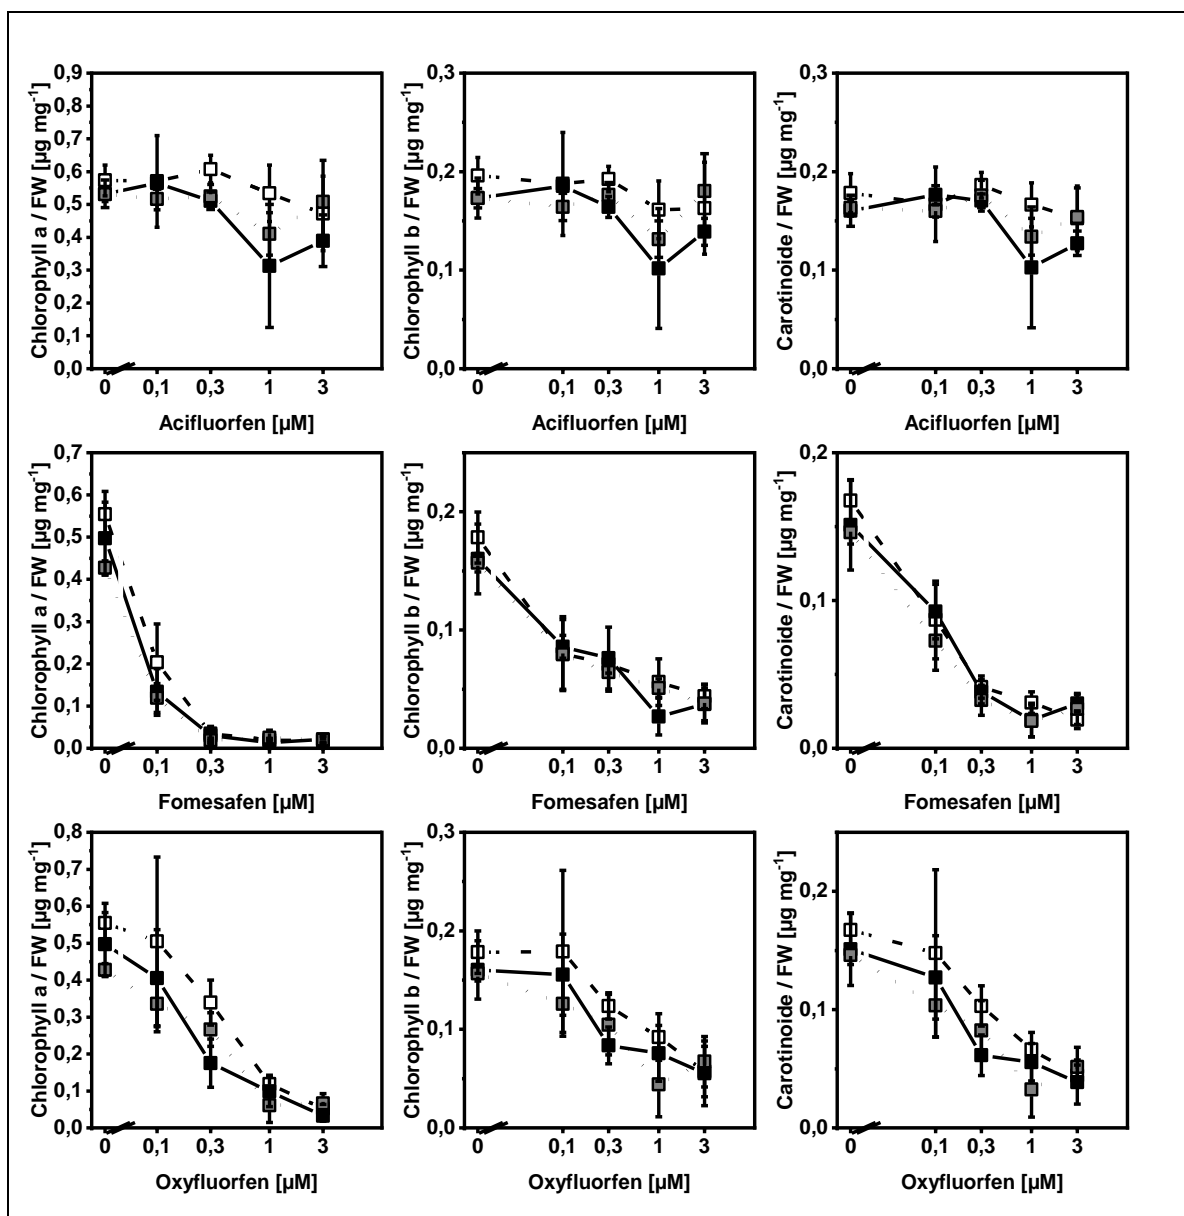 Chlorophyll a / FW [µg mg-1]
0,9
0,8
0,7
0,6
0,5
0,4
0,3
0,2
0,1
0,0
0 0,1 0,3 1 3
Acifluorfen [µM]
Chlorophyll b / FW [µg mg-1]
0,3
0,2
0,1
0,0
0 0,1 0,3 1 3
Acifluorfen [µM]
Carotinoide / FW [µg mg-1]
0,3
0,2
0,1
0,0
0 0,1 0,3 1 3
Acifluorfen [µM]
Chlorophyll a / FW [µg mg-1]
0,7
0,6
0,5
0,4
0,3
0,2
0,1
0,0
0 0,1 0,3 1 3
Fomesafen [µM]
Chlorophyll b / FW [µg mg-1]
0,2
0,1
0,0
0 0,1 0,3 1 3
Fomesafen [µM]
Carotinoide / FW [µg mg-1]
0,2
0,1
0,0
0 0,1 0,3 1 3
Fomesafen [µM]
Chlorophyll a / FW [µg mg-1]
0,8
0,7
0,6
0,5
0,4
0,3
0,2
0,1
0,0
0 0,1 0,3 1 3
Oxyfluorfen [µM]
Chlorophyll b / FW [µg mg-1]
0,3
0,2
0,1
0,0
0 0,1 0,3 1 3
Oxyfluorfen [µM]
Carotinoide / FW [µg mg-1]
0,2
0,1
0,0
0 0,1 0,3 1 3
Oxyfluorfen [µM]